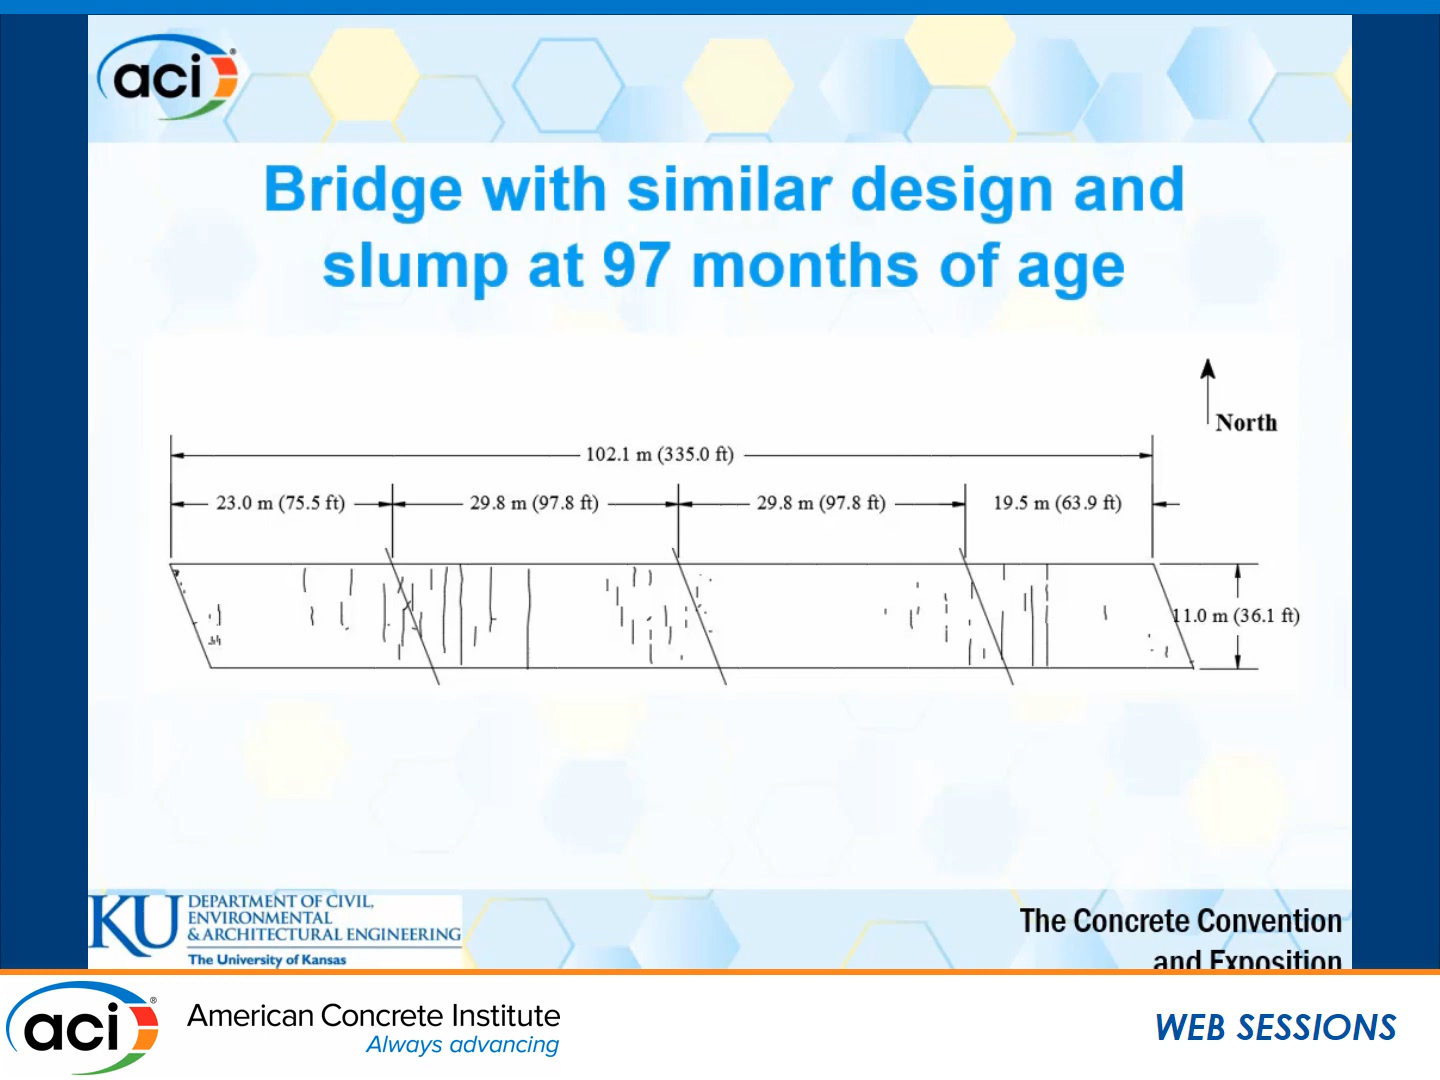 aci®
Bridge with similar design and
slump at 97 months of age
North
102.1 m (335.0 ft)
23.0 m (75.5 ft)
29.8 m (97.8 ft)
29.8 m (97.8 ft)
19.5 m (63.9 ft)
11.0 m (36.1 ft)
KU
DEPARTMENT OF CIVIL,
ENVIRONMENTAL
& ARCHITECTURAL ENGINEERING
The University of Kansas
The Concrete Convention
and Exposition
aci®
American Concrete Institute
Always advancing
WEB SESSIONS